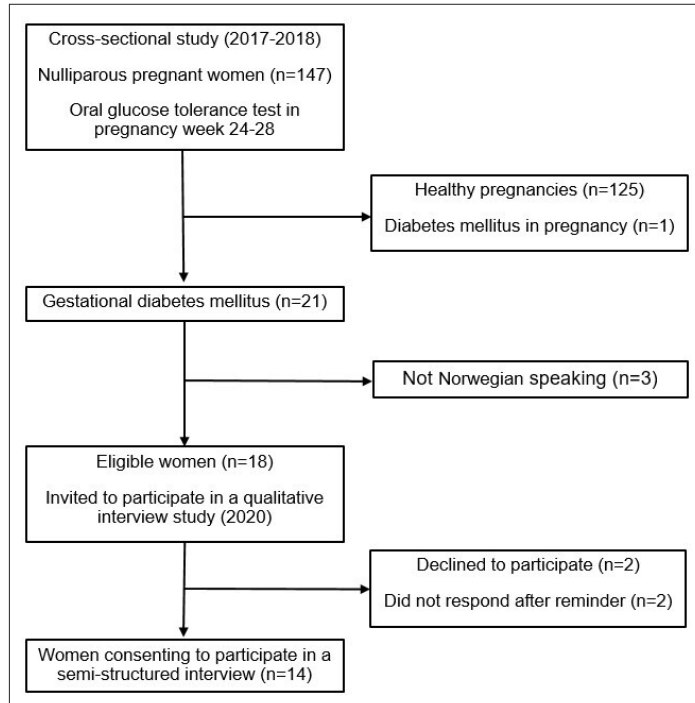 Cross-sectional study (2017-2018)
Nulliparous pregnant women (n=147)
Oral glucose tolerance test in
pregnancy week 24-28
Healthy pregnancies (n=125)
Diabetes mellitus in pregnancy (n=1)
Gestational diabetes mellitus (n=21)
Not Norwegian speaking (n=3)
Eligible women (n=18)
Invited to participate in a qualitative
interview study (2020)
Declined to participate (n=2)
Did not respond after reminder (n=2)
Women consenting to participate in a
semi-structured interview (n=14)